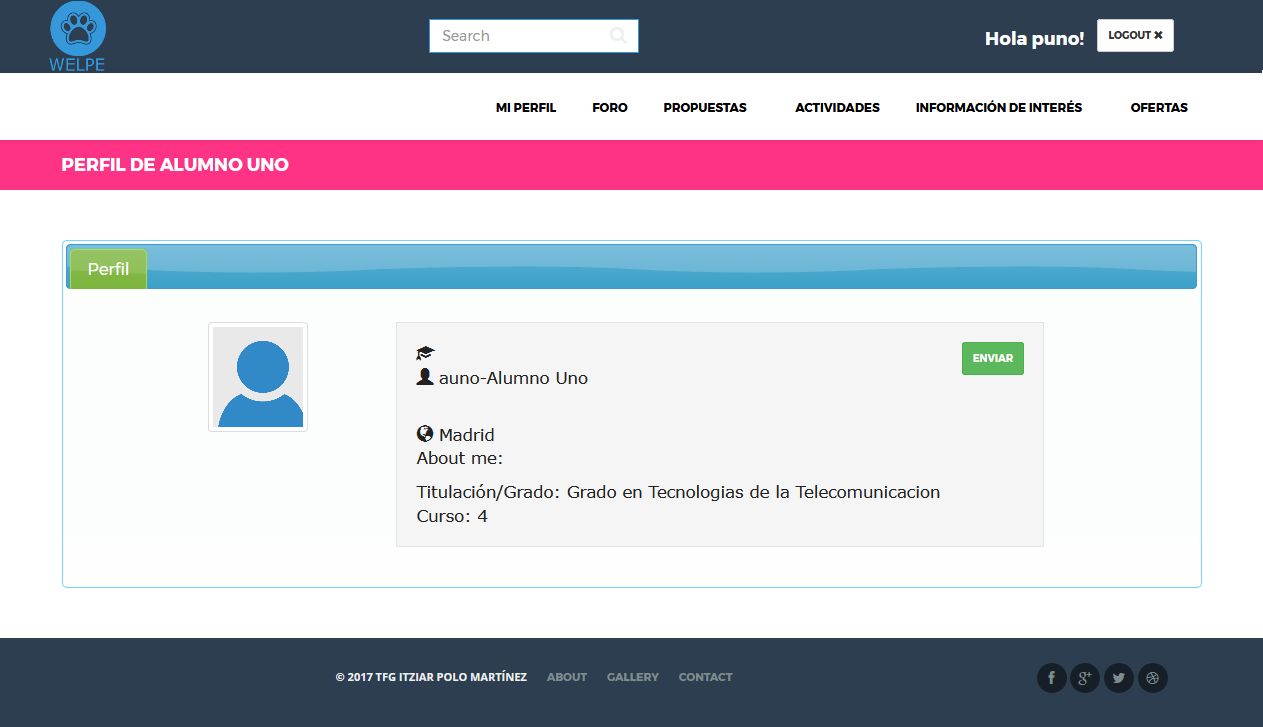 WELPE
Search
Hola puno!
LOGOUT ✖
MI PERFIL FORO PROPUESTAS ACTIVIDADES INFORMACIÓN DE INTERÉS OFERTAS
PERFIL DE ALUMNO UNO
Perfil
ENVIAR
auno-Alumno Uno
Madrid
About me:
Titulación/Grado: Grado en Tecnologias de la Telecomunicacion
Curso: 4
© 2017 TFG ITZIAR POLO MARTÍNEZ ABOUT GALLERY CONTACT